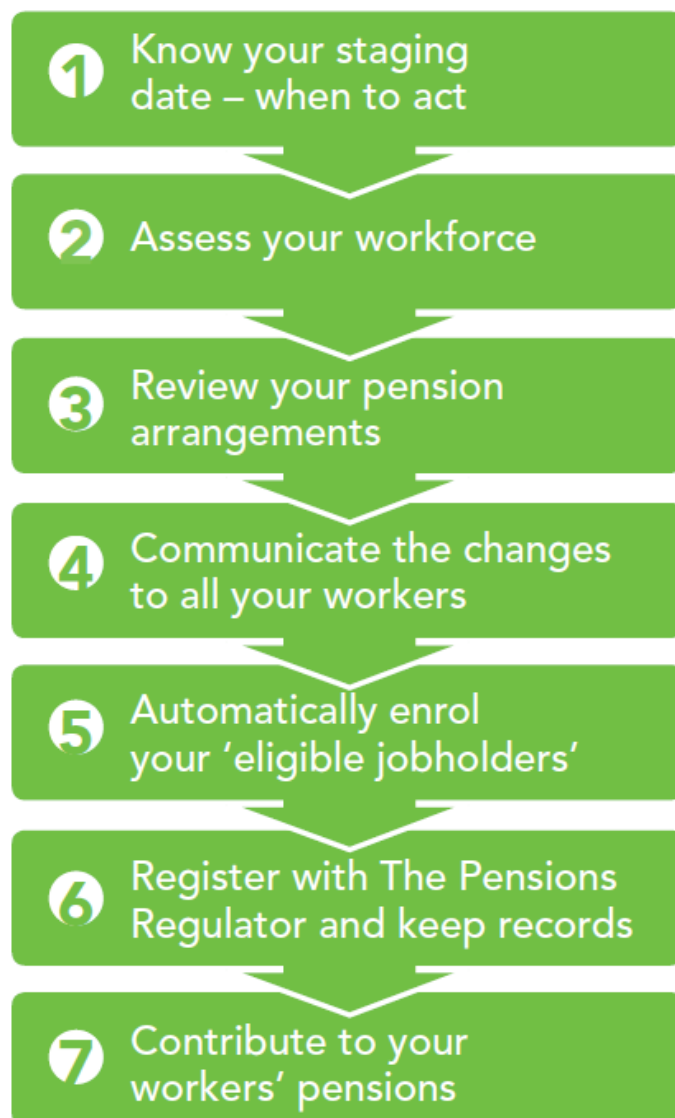 1
Know your staging
date – when to act
2
Assess your workforce
3
Review your pension
arrangements
4
Communicate the changes
to all your workers
5
Automatically enrol
your ‘eligible jobholders’
6
Register with The Pensions
Regulator and keep records
7
Contribute to your
workers’ pensions